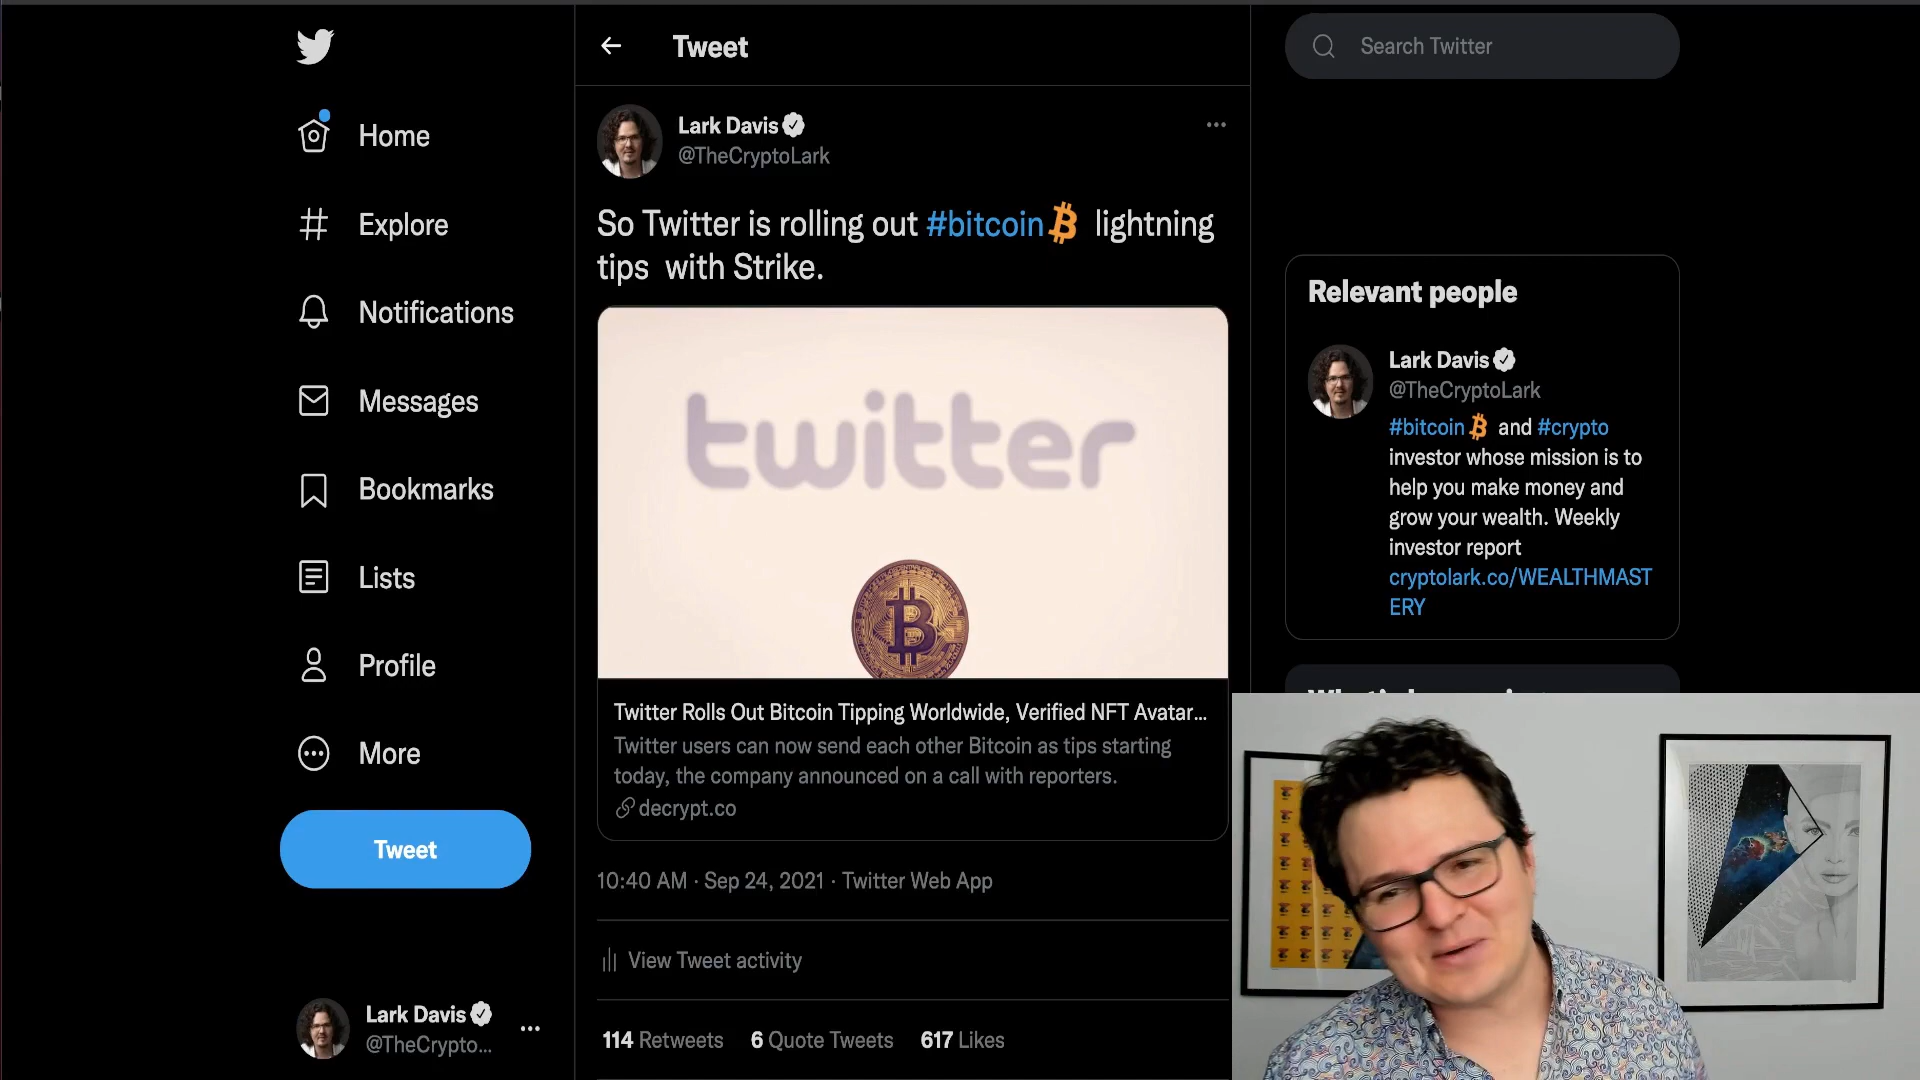 Home
Explore
Notifications
Messages
Bookmarks
Lists
Profile
More
Tweet
Lark Davis
@TheCrypto...
Tweet
Lark Davis
@TheCryptoLark
So Twitter is rolling out #bitcoin lightning
tips with Strike.
twitter
Twitter Rolls Out Bitcoin Tipping Worldwide, Verified NFT Avatar...
Twitter users can now send each other Bitcoin as tips starting
today, the company announced on a call with reporters.
decrypt.co
10:40 AM · Sep 24, 2021 · Twitter Web App
View Tweet activity
114 Retweets 6 Quote Tweets 617 Likes
Search Twitter
Relevant people
Lark Davis
@TheCryptoLark
#bitcoin and #crypto
investor whose mission is to
help you make money and
grow your wealth. Weekly
investor report
cryptolark.co/WEALTHMAST
ERY